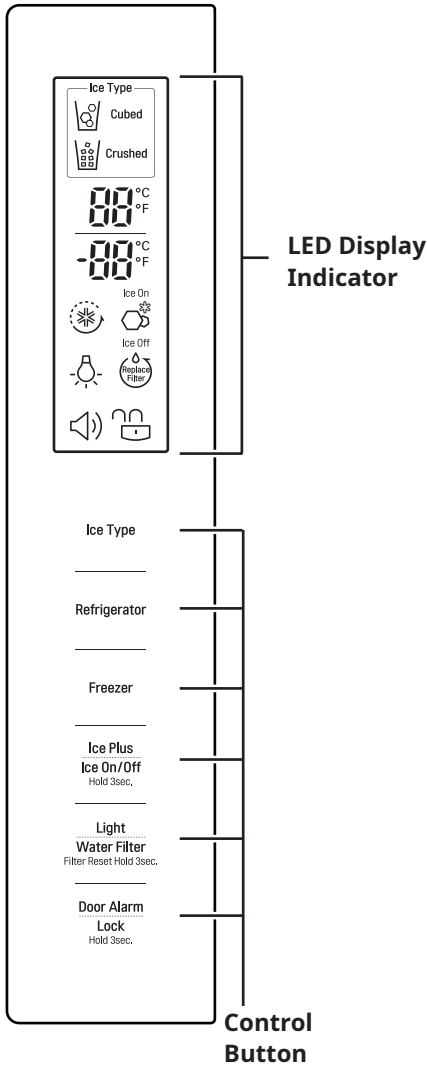 Ice Type
Cubed
Crushed
88 °C °F
-88 °C °F
Ice On
Ice Off
Replace
Filter
LED Display
Indicator
Ice Type
Refrigerator
Freezer
Ice Plus
Ice On/Off
Hold 3sec.
Light
Water Filter
Filter Reset Hold 3sec.
Door Alarm
Lock
Hold 3sec.
Control
Button